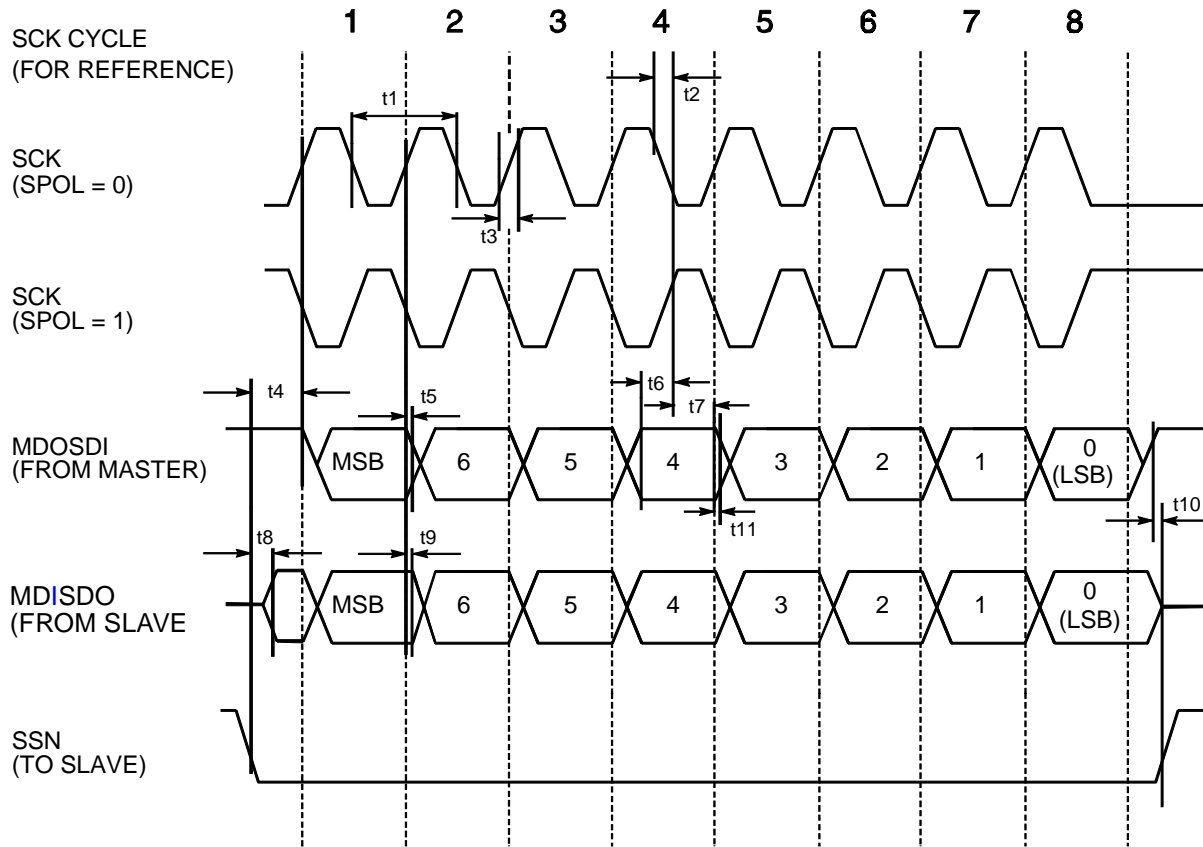 1 2 3 4 5 6 7 8
SCK CYCLE
(FOR REFERENCE)
t1
t2
SCK
(SPOL = 0)
t3
SCK
(SPOL = 1)
t4
t5
t6
t7
MDOSDI
(FROM MASTER)
MSB 6 5 4 3 2 1 0
(LSB)
t8
t9
t11
t10
MDISDO
(FROM SLAVE
MSB 6 5 4 3 2 1 0
(LSB)
SSN
(TO SLAVE)